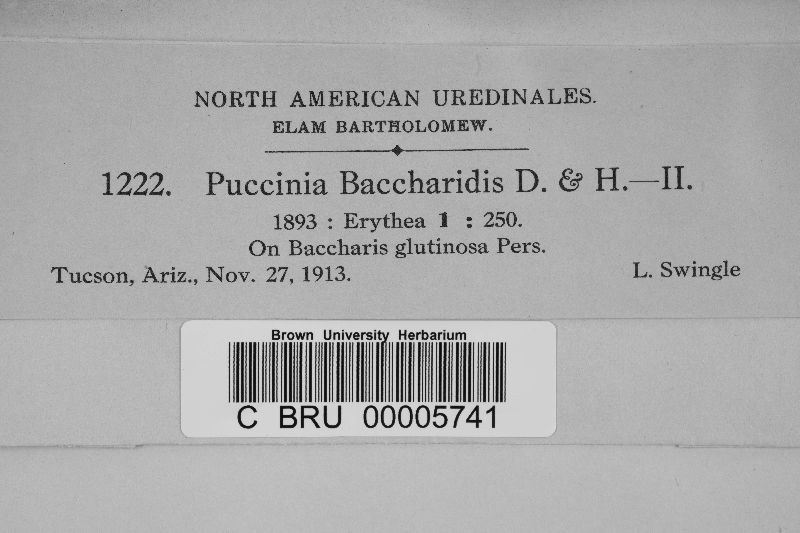 NORTH AMERICAN UREDINALES.
ELAM BARTHOLOMEW.
1222. Puccinia Baccharidis D. & H.—II.
1893 : Erythea 1 : 250.
On Baccharis glutinosa Pers.
Tucson, Ariz., Nov. 27, 1913. L. Swingle
Brown University Herbarium
C BRU 00005741